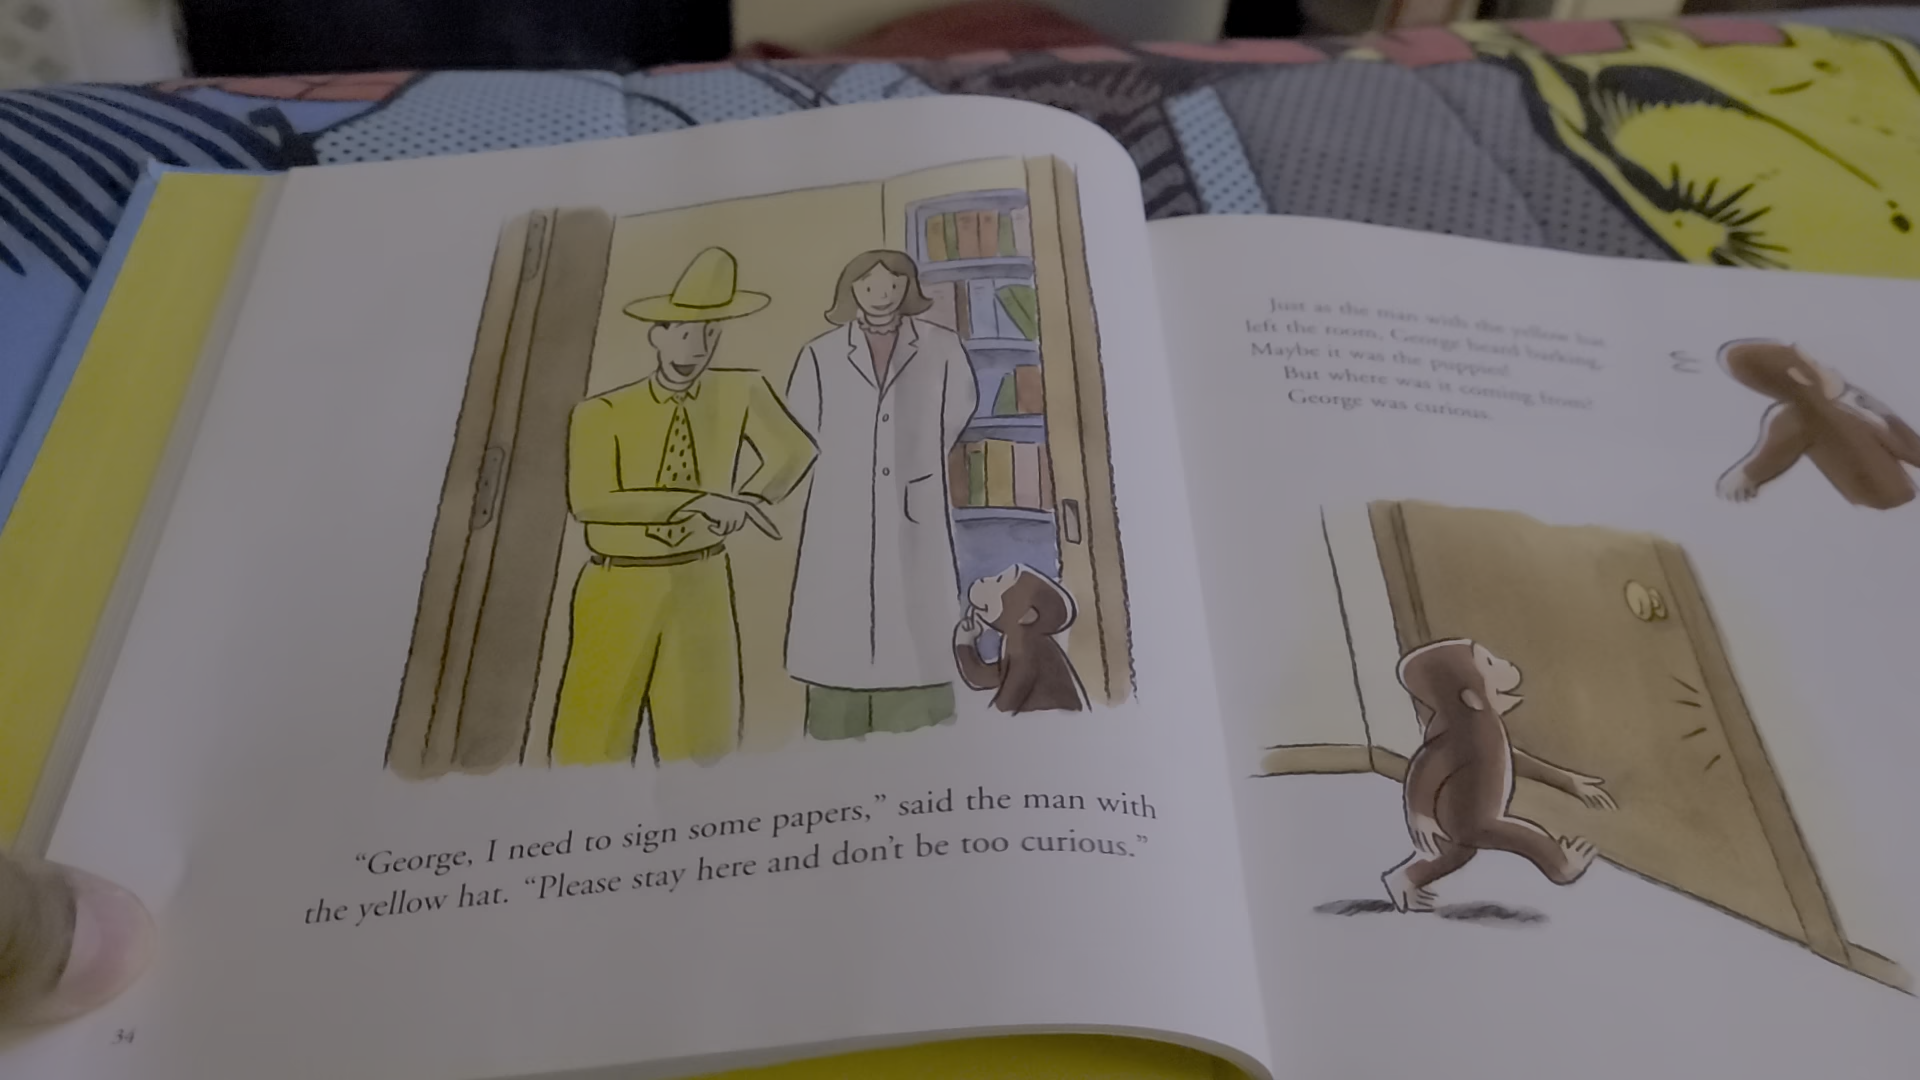 “George, I need to sign some papers,” said the man with
the yellow hat. “Please stay here and don’t be too curious.”
34
Just as the man with the yellow hat
left the room, George heard barking.
Maybe it was the puppies!
But where was it coming from?
George was curious.